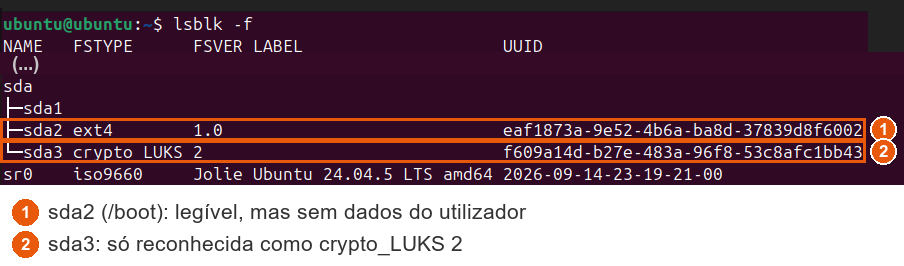 ubuntu@ubuntu:~$ lsblk -f
NAME FSTYPE FSVER LABEL UUID
(...)
sda
├─sda1
├─sda2 ext4 1.0 eaf1873a-9e52-4b6a-ba8d-37839d8f6002 1
└─sda3 crypto LUKS 2 f609a14d-b27e-483a-96f8-53c8afc1bb43 2
sr0 iso9660 Jolie Ubuntu 24.04.5 LTS amd64 2026-09-14-23-19-21-00
1 sda2 (/boot): legível, mas sem dados do utilizador
2 sda3: só reconhecida como crypto_LUKS 2